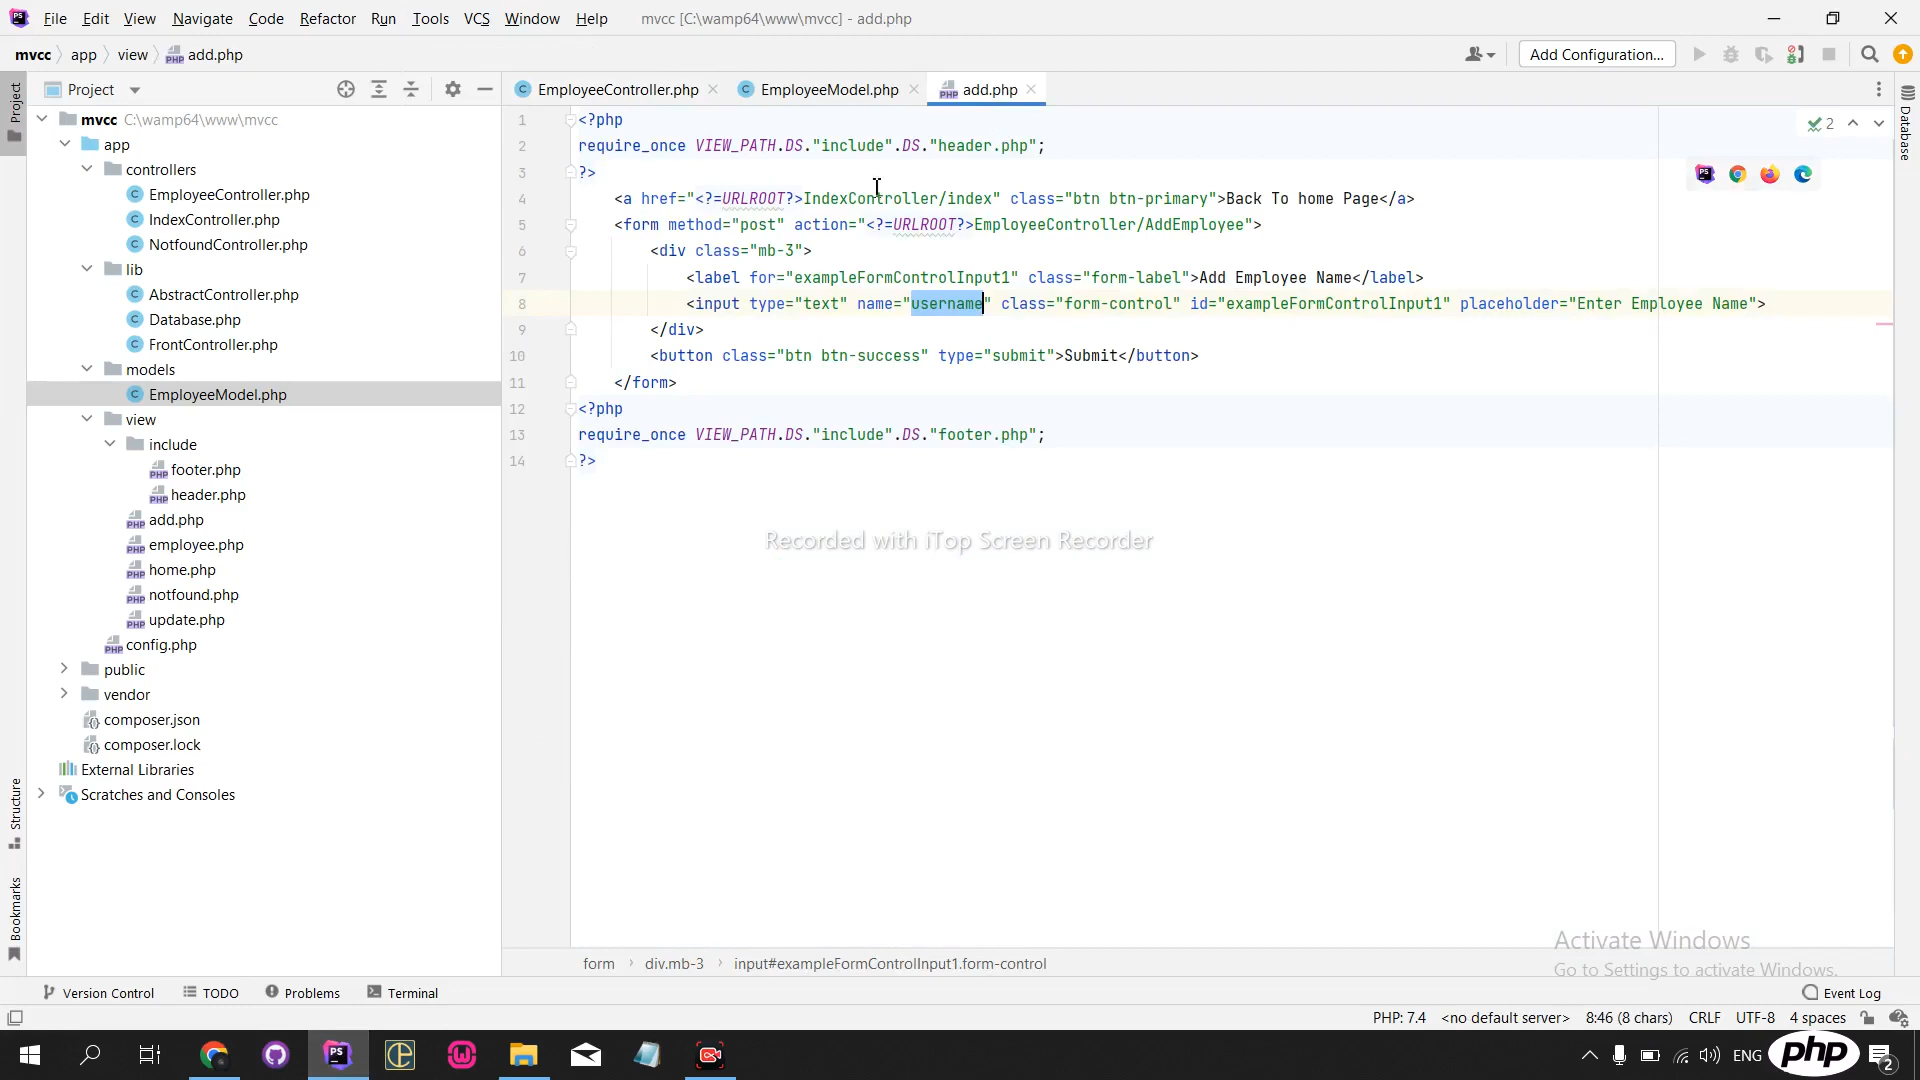 File Edit View Navigate Code Refactor Run Tools VCS Window Help mvcc [C:\wamp64\www\mvcc] - add.php
mvcc app view add.php Add Configuration...
Project
Project EmployeeController.php EmployeeModel.php add.php
Database
mvcc C:\wamp64\www\mvcc
app
controllers
EmployeeController.php
IndexController.php
NotfoundController.php
lib
AbstractController.php
Database.php
FrontController.php
models
EmployeeModel.php
view
include
footer.php
header.php
add.php
employee.php
home.php
notfound.php
update.php
config.php
public
vendor
composer.json
composer.lock
External Libraries
Scratches and Consoles
Structure
Bookmarks
2
1 <?php
2 require_once VIEW_PATH.DS."include".DS."header.php";
3 ?>
4 <a href="<?=URLROOT?>IndexController/index" class="btn btn-primary">Back To home Page</a>
5 <form method="post" action="<?=URLROOT?>EmployeeController/AddEmployee">
6 <div class="mb-3">
7 <label for="exampleFormControlInput1" class="form-label">Add Employee Name</label>
8 <input type="text" name="username" class="form-control" id="exampleFormControlInput1" placeholder="Enter Employee Name">
9 </div>
10 <button class="btn btn-success" type="submit">Submit</button>
11 </form>
12 <?php
13 require_once VIEW_PATH.DS."include".DS."footer.php";
14 ?>
Recorded with iTop Screen Recorder
Activate Windows
Go to Settings to activate Windows.
form div.mb-3 input#exampleFormControlInput1.form-control
Version Control TODO Problems Terminal Event Log
PHP: 7.4 <no default server> 8:46 (8 chars) CRLF UTF-8 4 spaces
PS ENG php 2